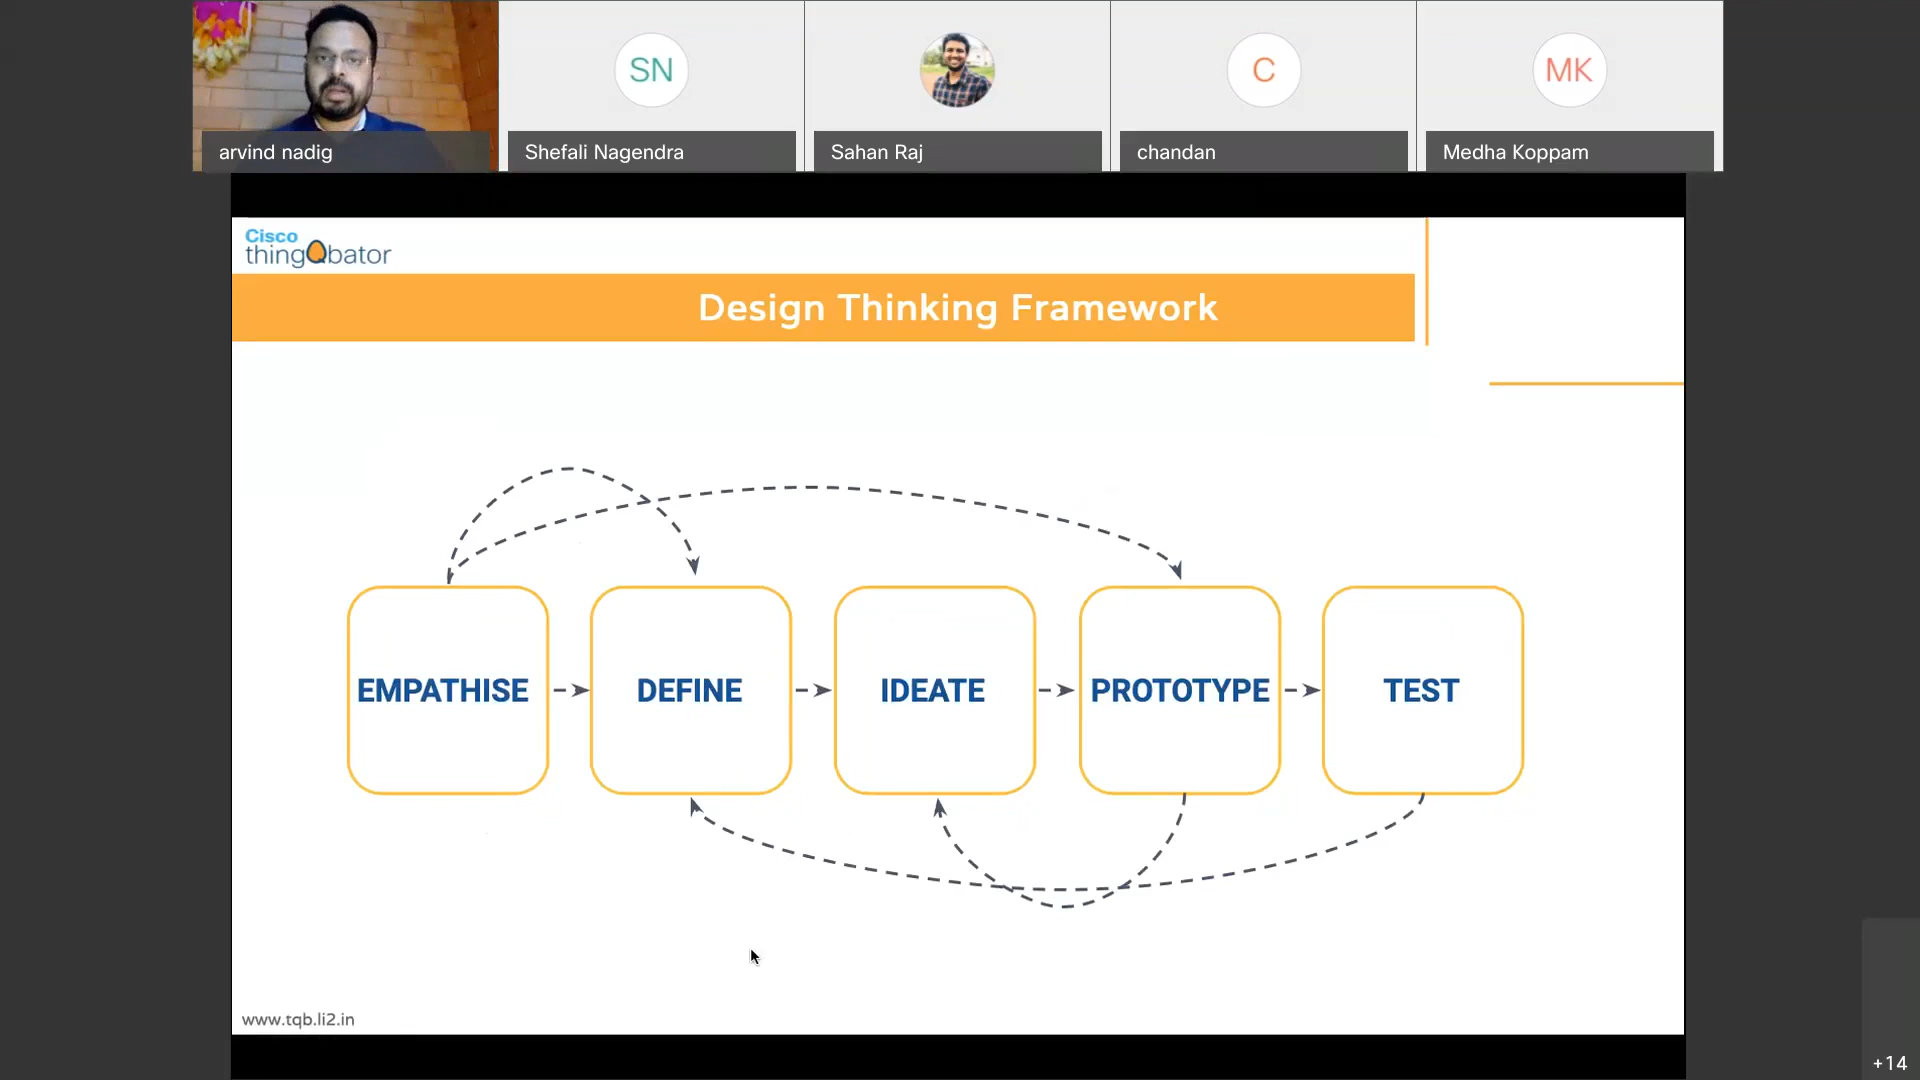 SN
C
MK
arvind nadig
Shefali Nagendra
Sahan Raj
chandan
Medha Koppam
Cisco
thingQbator
Design Thinking Framework
EMPATHISE
DEFINE
IDEATE
PROTOTYPE
TEST
www.tqb.li2.in
+14